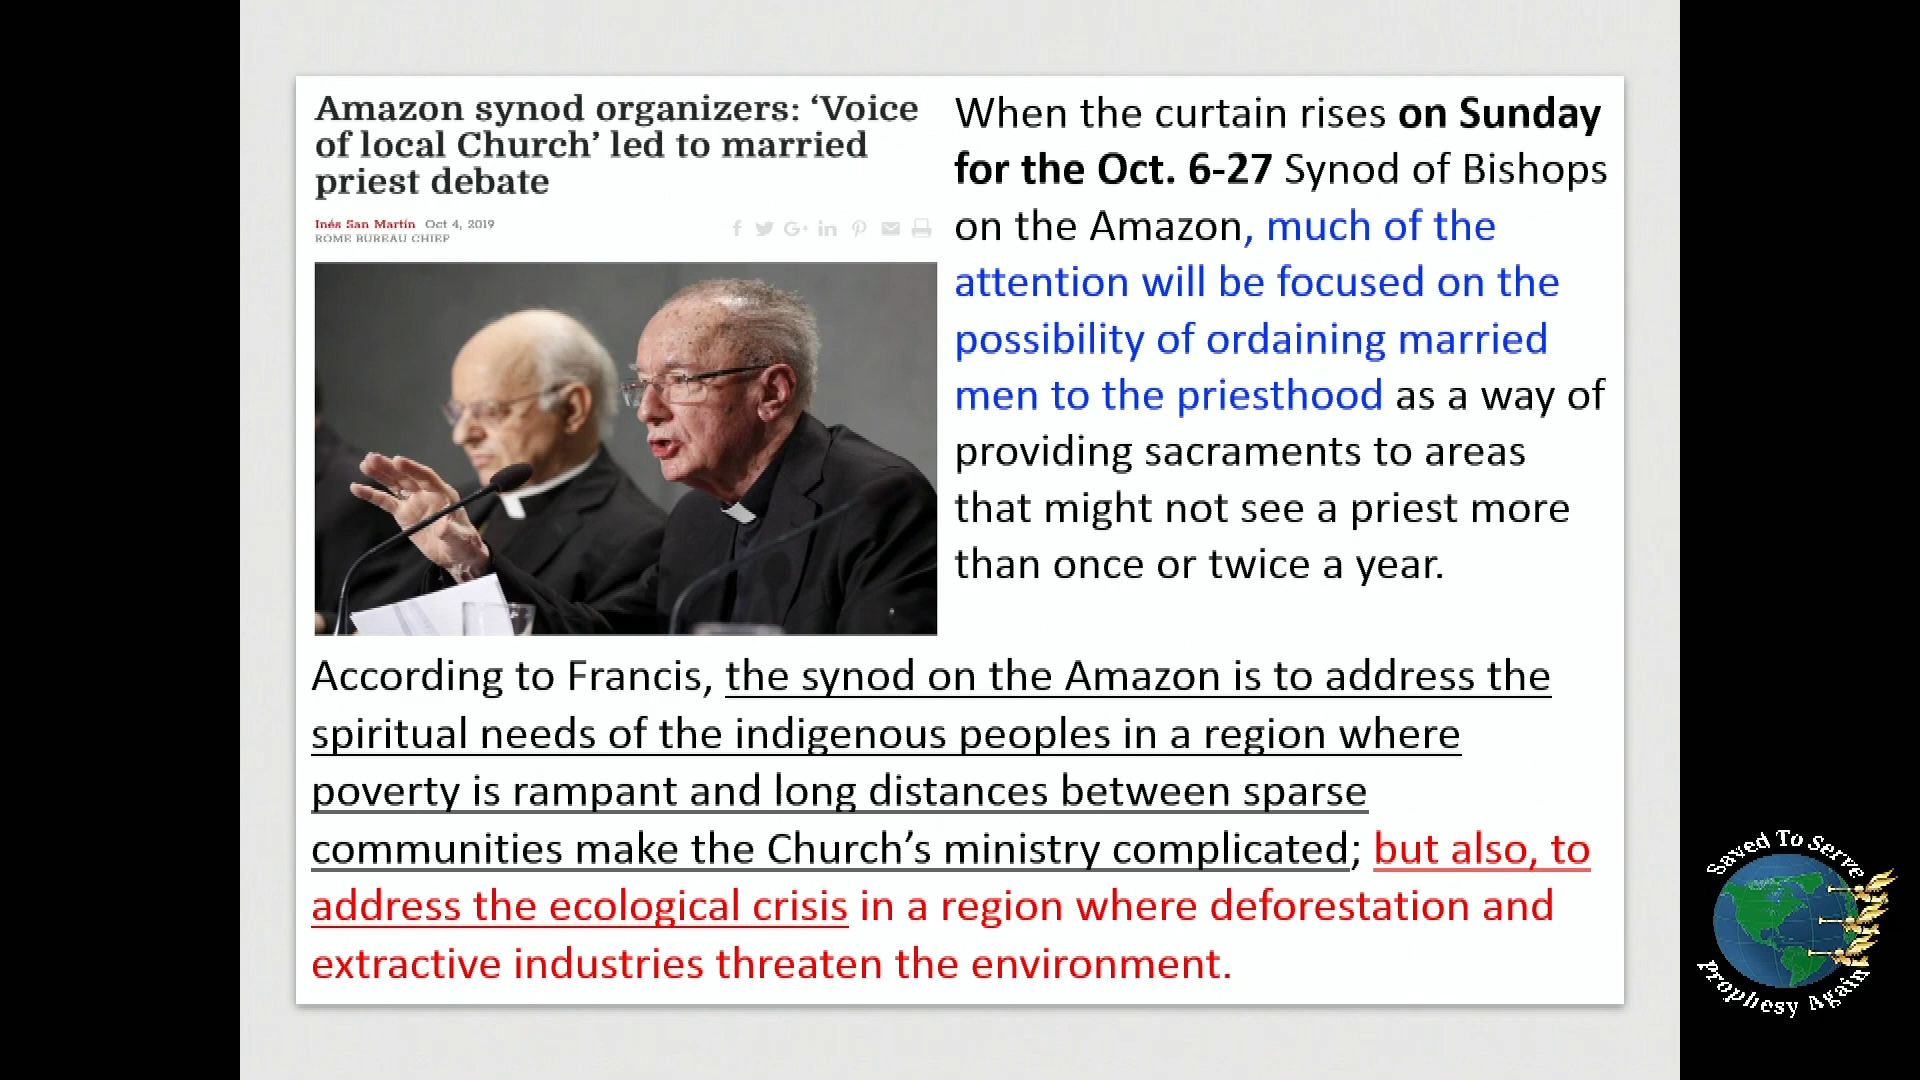 Amazon synod organizers: ‘Voice
of local Church’ led to married
priest debate
Inés San Martín Oct 4, 2019
ROME BUREAU CHIEF
When the curtain rises on Sunday
for the Oct. 6-27 Synod of Bishops
on the Amazon, much of the
attention will be focused on the
possibility of ordaining married
men to the priesthood as a way of
providing sacraments to areas
that might not see a priest more
than once or twice a year.
According to Francis, the synod on the Amazon is to address the
spiritual needs of the indigenous peoples in a region where
poverty is rampant and long distances between sparse
communities make the Church’s ministry complicated; but also, to
address the ecological crisis in a region where deforestation and
extractive industries threaten the environment.
Saved To Serve
Prophesy Again